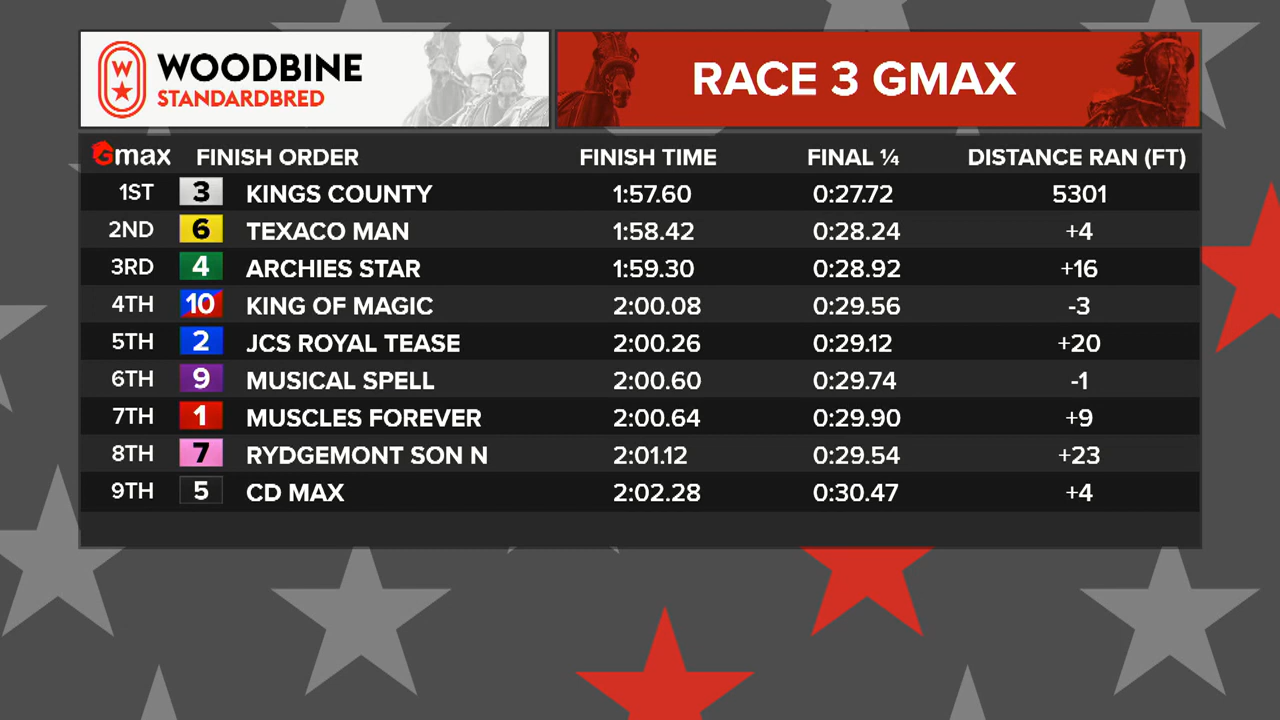 W
WOODBINE
STANDARDBRED
RACE 3 GMAX
Gmax FINISH ORDER FINISH TIME FINAL ¼ DISTANCE RAN (FT)
1ST 3 KINGS COUNTY 1:57.60 0:27.72 5301
2ND 6 TEXACO MAN 1:58.42 0:28.24 +4
3RD 4 ARCHIES STAR 1:59.30 0:28.92 +16
4TH 10 KING OF MAGIC 2:00.08 0:29.56 -3
5TH 2 JCS ROYAL TEASE 2:00.26 0:29.12 +20
6TH 9 MUSICAL SPELL 2:00.60 0:29.74 -1
7TH 1 MUSCLES FOREVER 2:00.64 0:29.90 +9
8TH 7 RYDGEMONT SON N 2:01.12 0:29.54 +23
9TH 5 CD MAX 2:02.28 0:30.47 +4